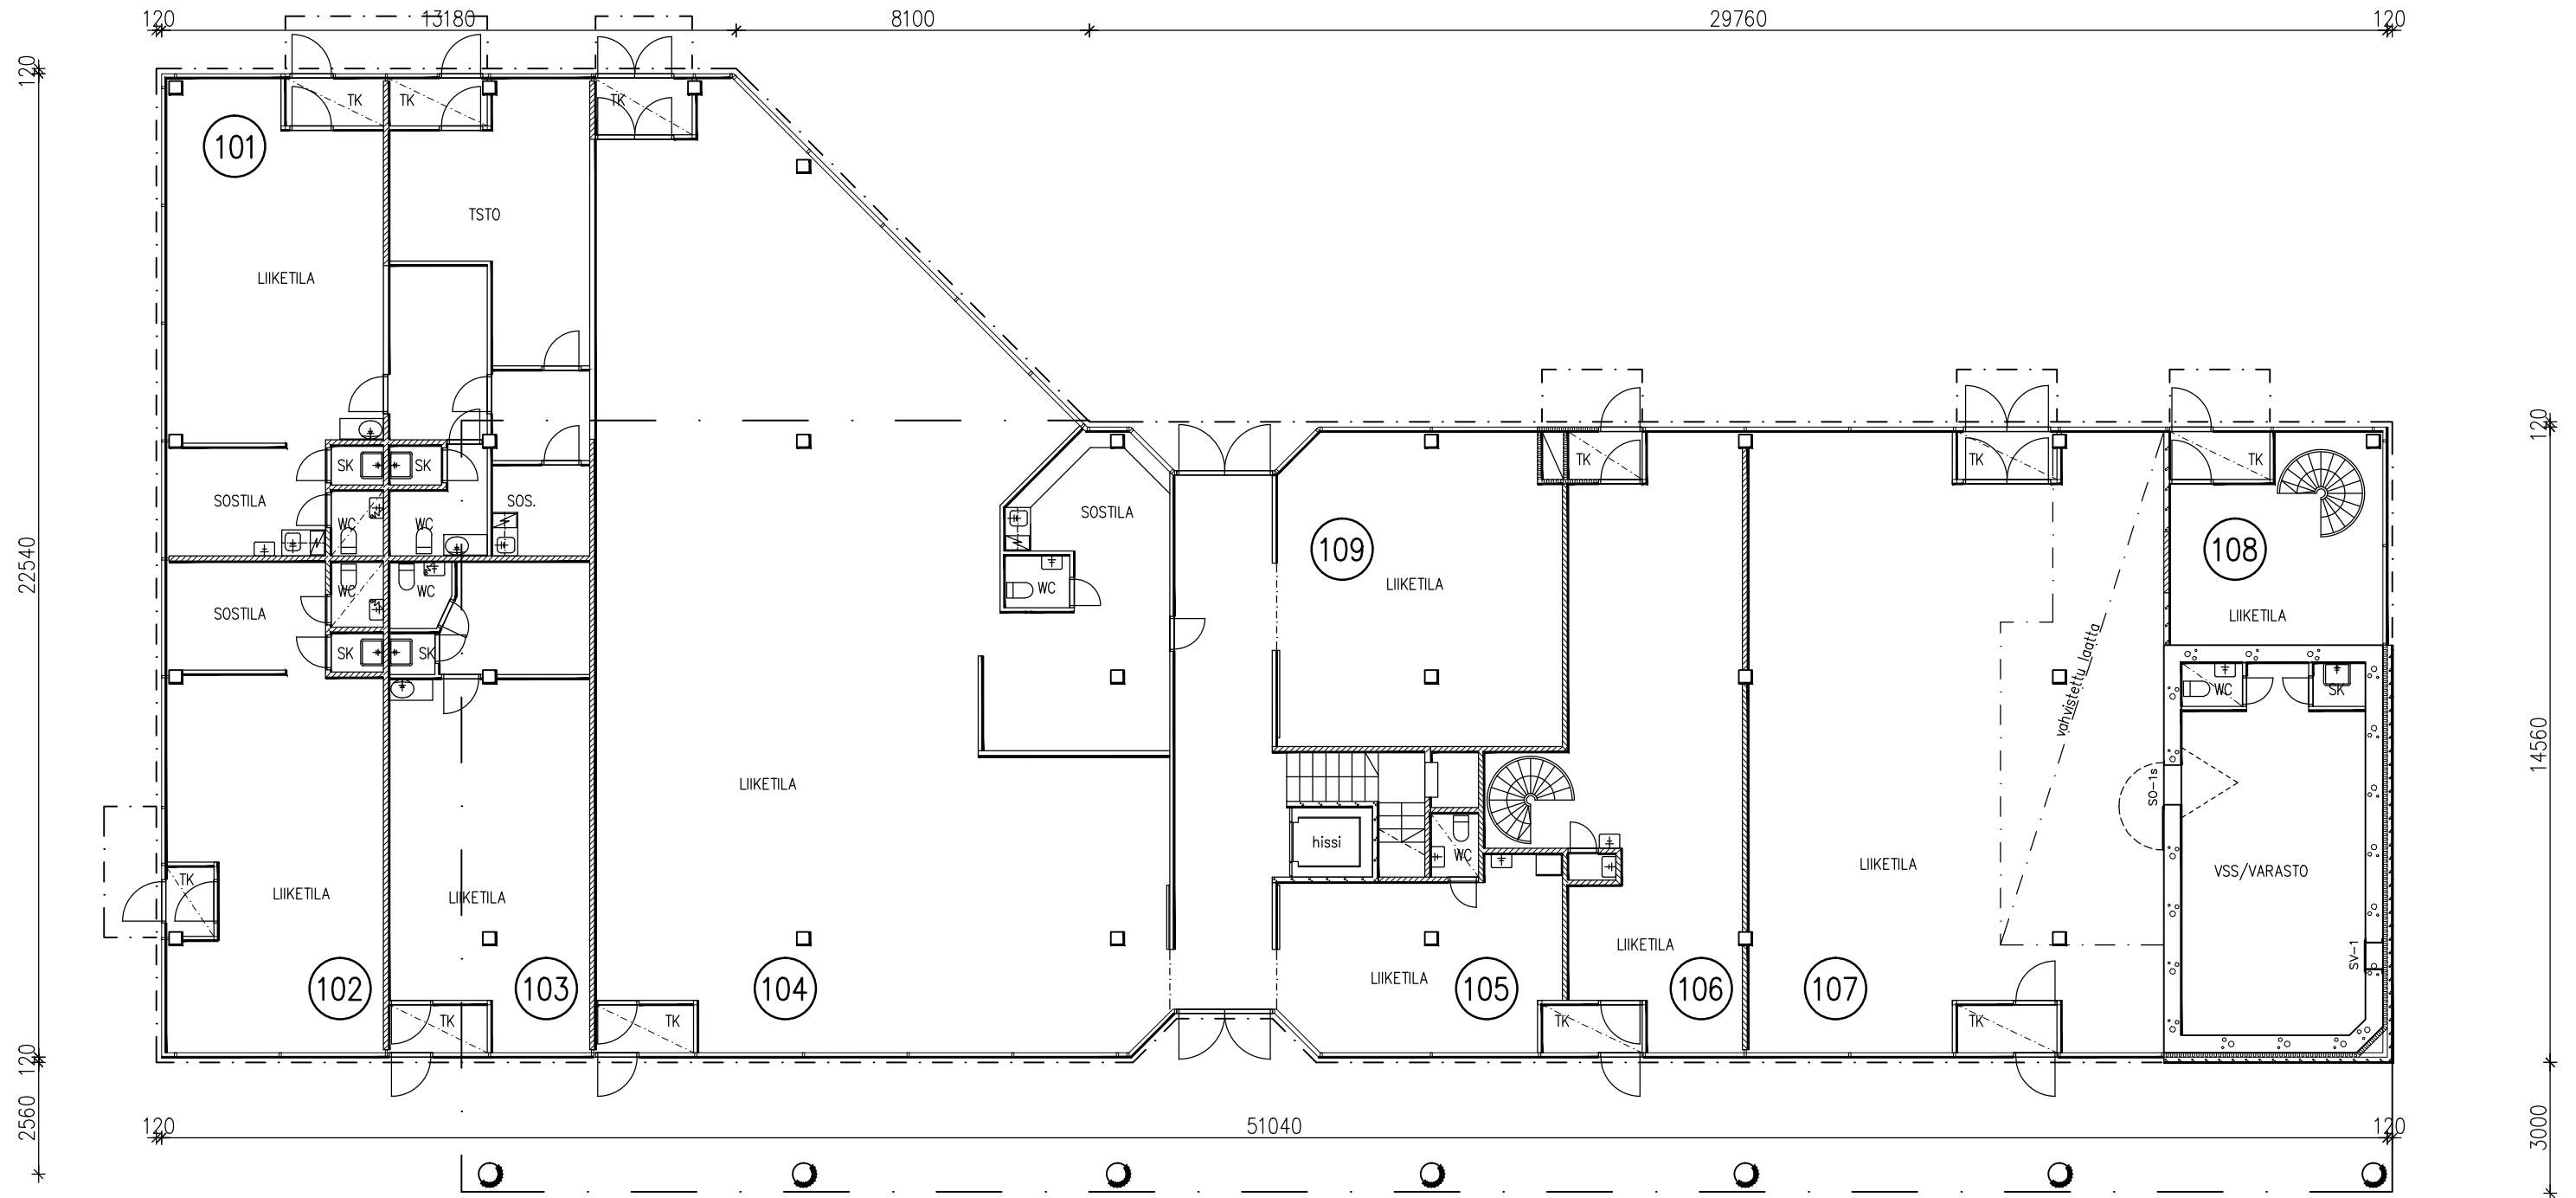 120 13180 8100 29760 120
120
TK TK TK
101
TSTO
LIIKETILA
120 120
SK SK TK TK TK
SOSTILA SOS. SOSTILA
WC WC
109 108
22540
WC WC WC LIIKETILA
SOSTILA LIIKETILA
SK SK
vahvistettu laatta
WC SK
14560
LIIKETILA SO-1s
hissi WC LIIKETILA
TK VSS/VARASTO
LIIKETILA LIIKETILA
LIIKETILA SV-1
LIIKETILA
102 103 104 105 106 107
TK TK TK TK
120
2560 3000
120 51040 120